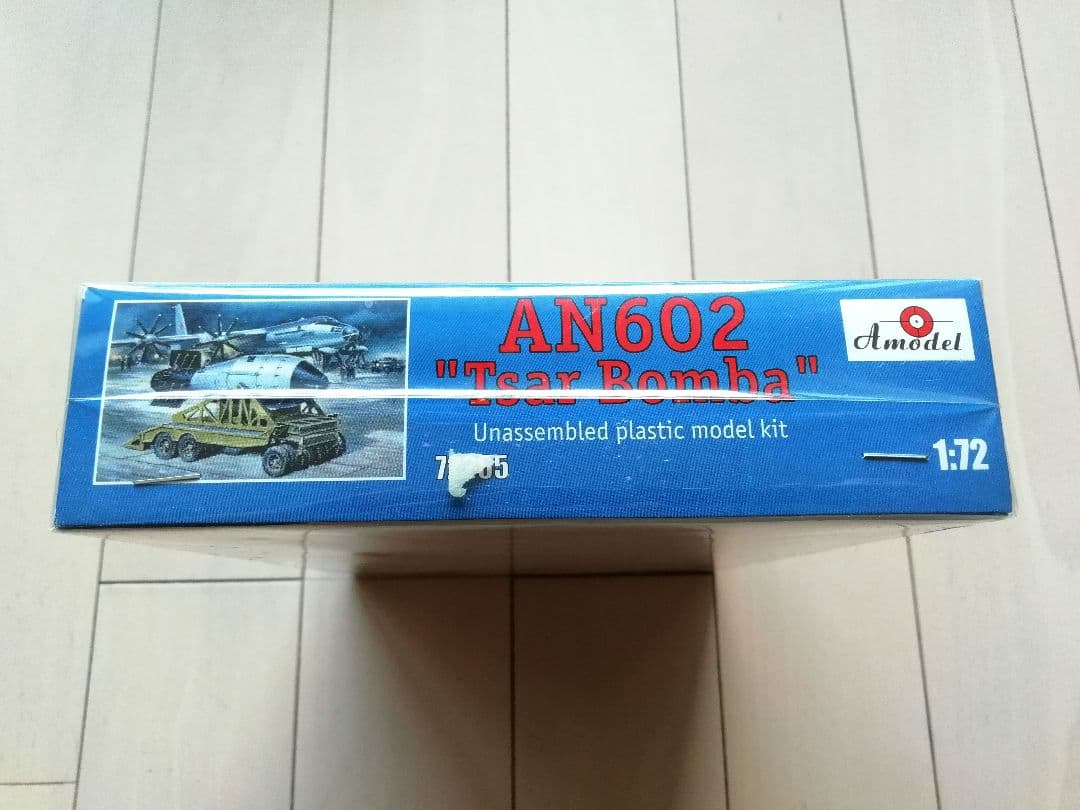 AN602
"Tsar Bomba"
Amodel
Unassembled plastic model kit
1:72